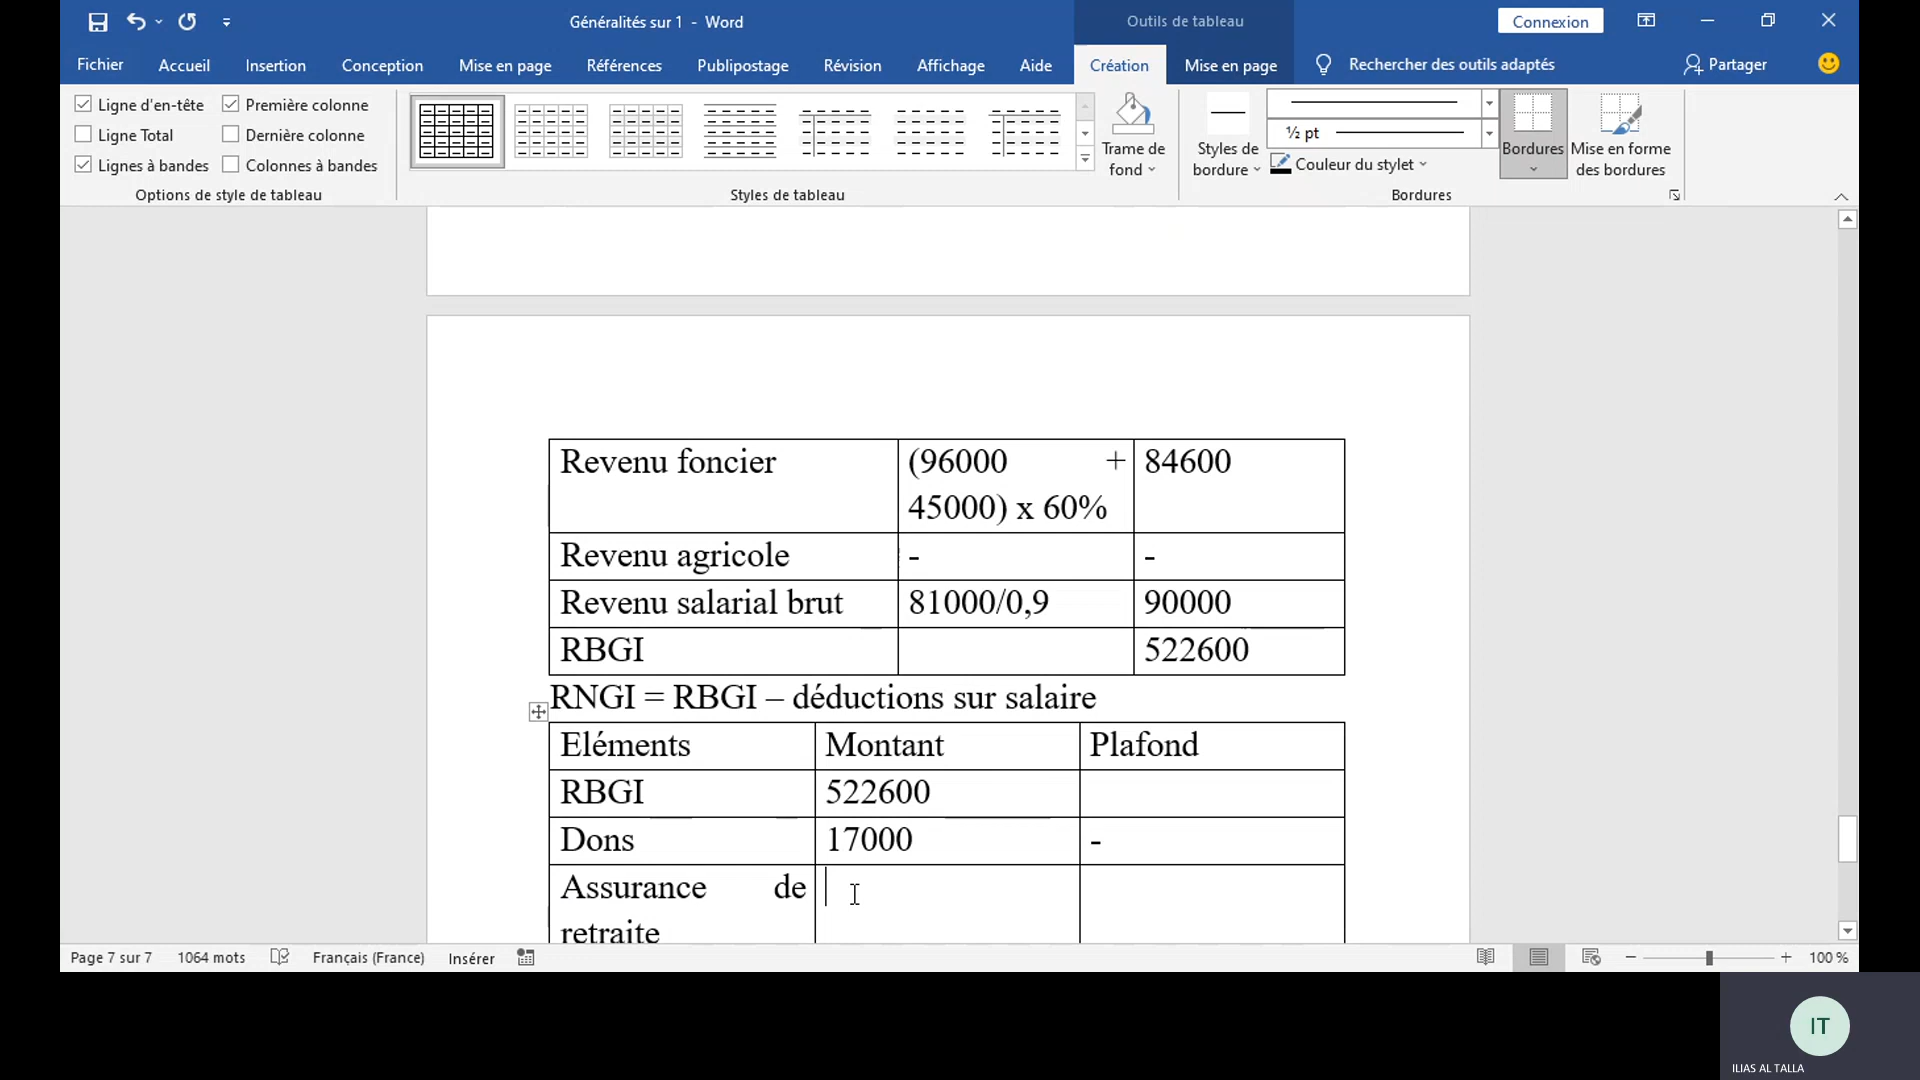 Généralités sur 1 - Word
Outils de tableau
Connexion
Fichier Accueil Insertion Conception Mise en page Références Publipostage Révision Affichage Aide Création Mise en page Rechercher des outils adaptés Partager
Ligne d'en-tête Première colonne
Ligne Total Dernière colonne
Lignes à bandes Colonnes à bandes
Options de style de tableau
Styles de tableau
Trame de
fond
Styles de
bordure
½ pt
Couleur du stylet
Bordures
Mise en forme
des bordures
Bordures
Revenu foncier (96000 + 84600
45000) x 60%
Revenu agricole - -
Revenu salarial brut 81000/0,9 90000
RBGI 522600
RNGI = RBGI – déductions sur salaire
Eléments Montant Plafond
RBGI 522600
Dons 17000 -
Assurance de
retraite
Page 7 sur 7 1064 mots Français (France) Insérer 100 %
IT
ILIAS AL TALLA